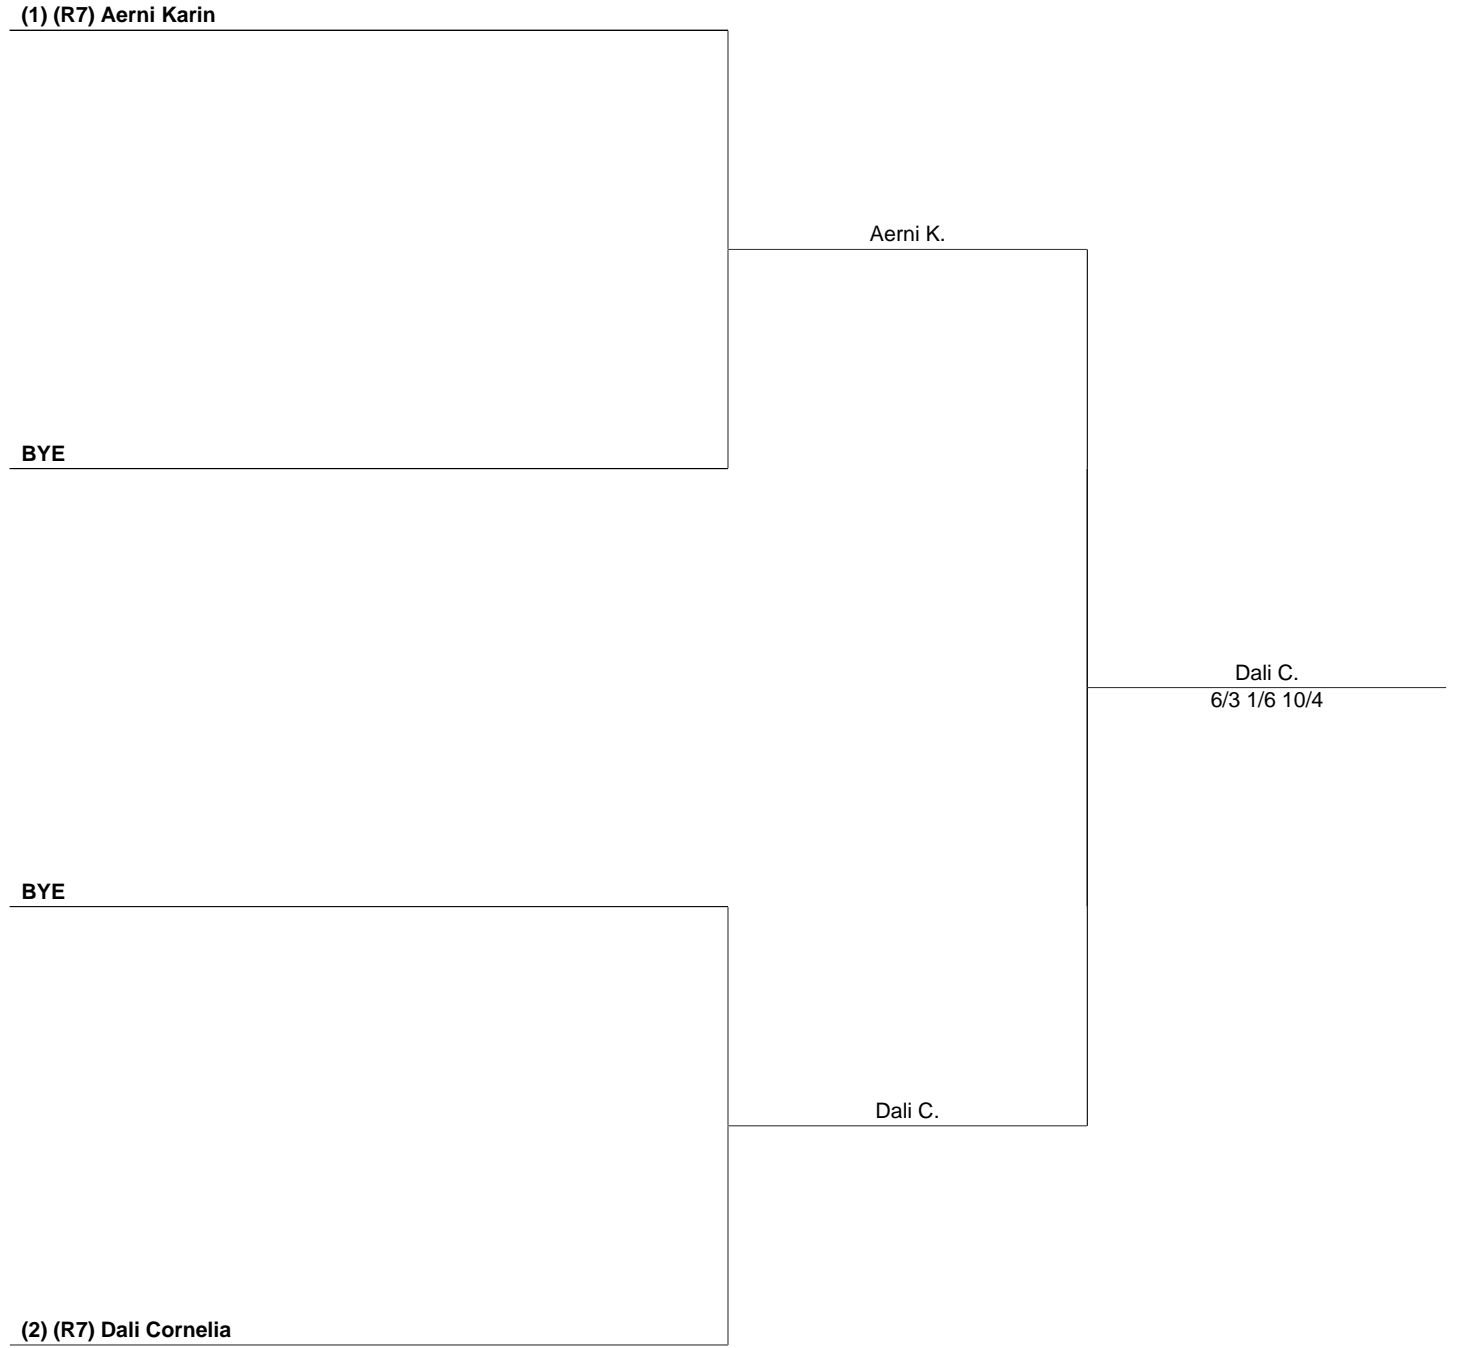 (1) (R7) Aerni Karin
Aerni K.
BYE
Dali C.
6/3 1/6 10/4
BYE
Dali C.
(2) (R7) Dali Cornelia